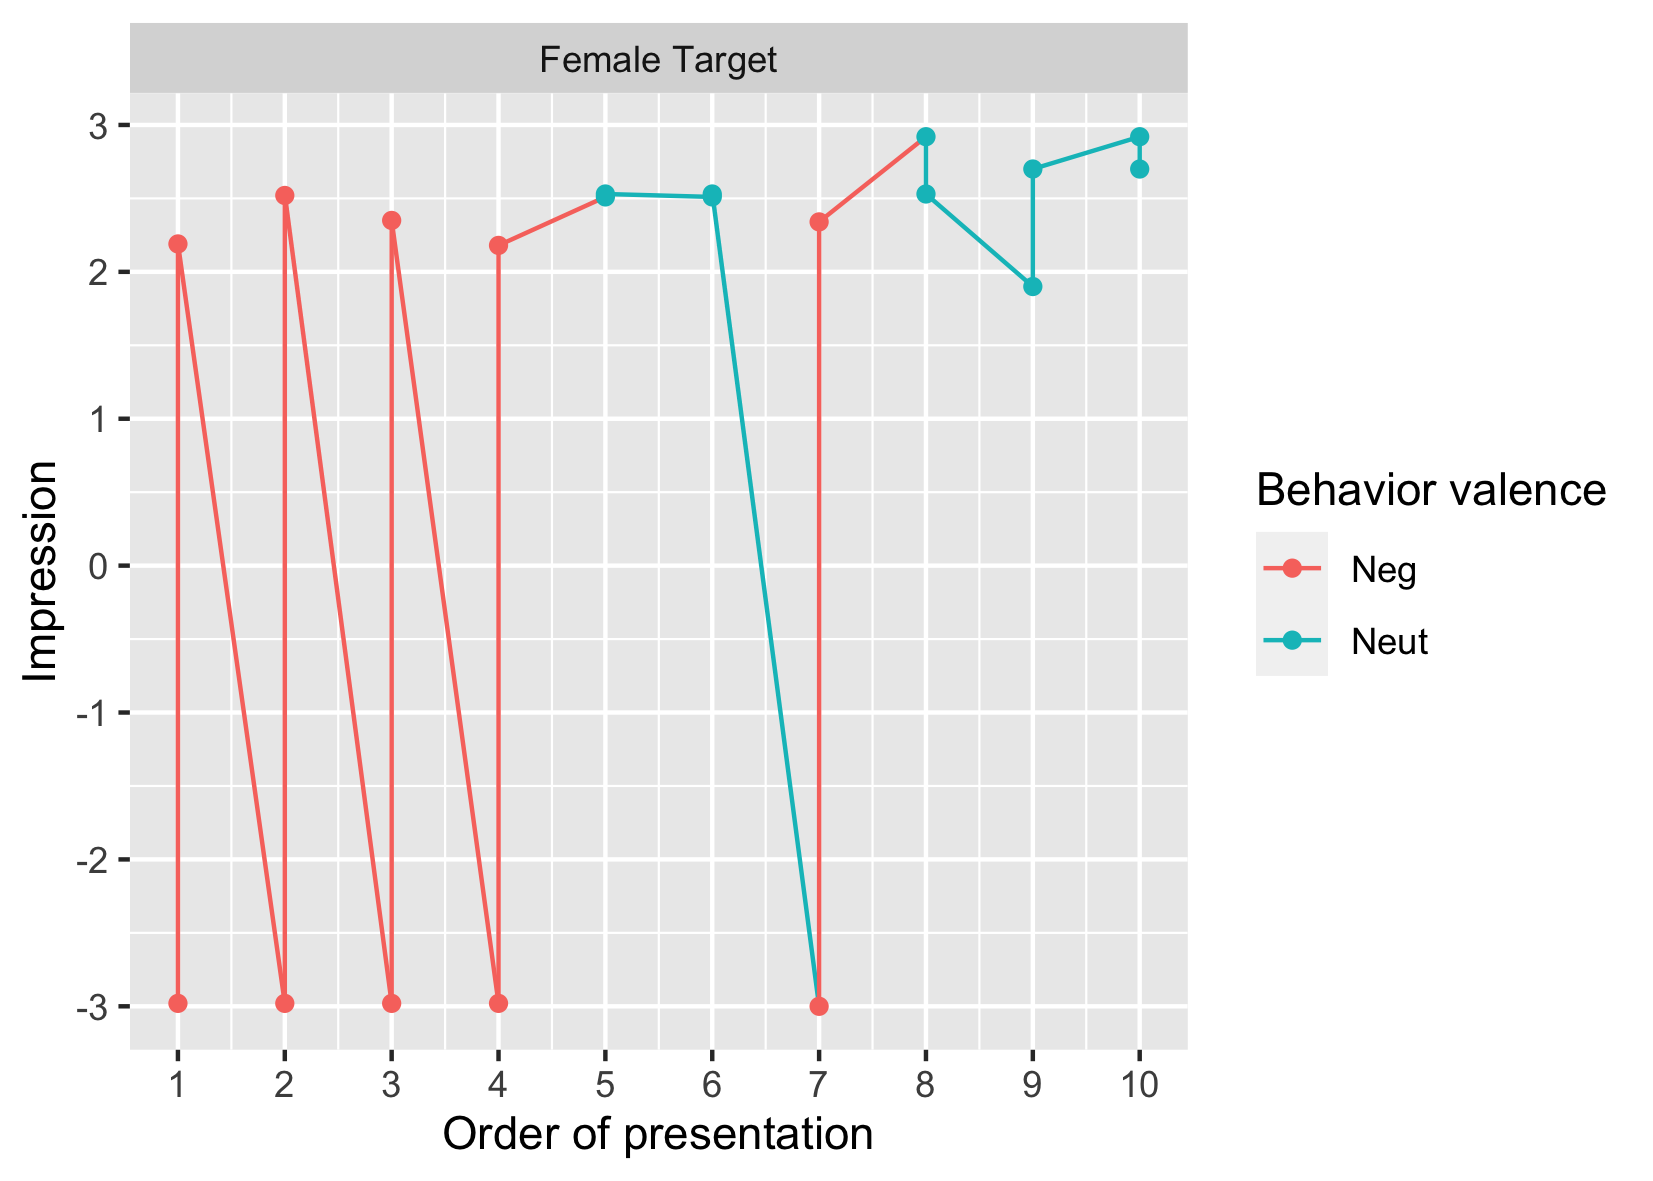 Female Target
3
2
1
0
-1
-2
-3
Impression
1 2 3 4 5 6 7 8 9 10
Order of presentation
Behavior valence
Neg
Neut